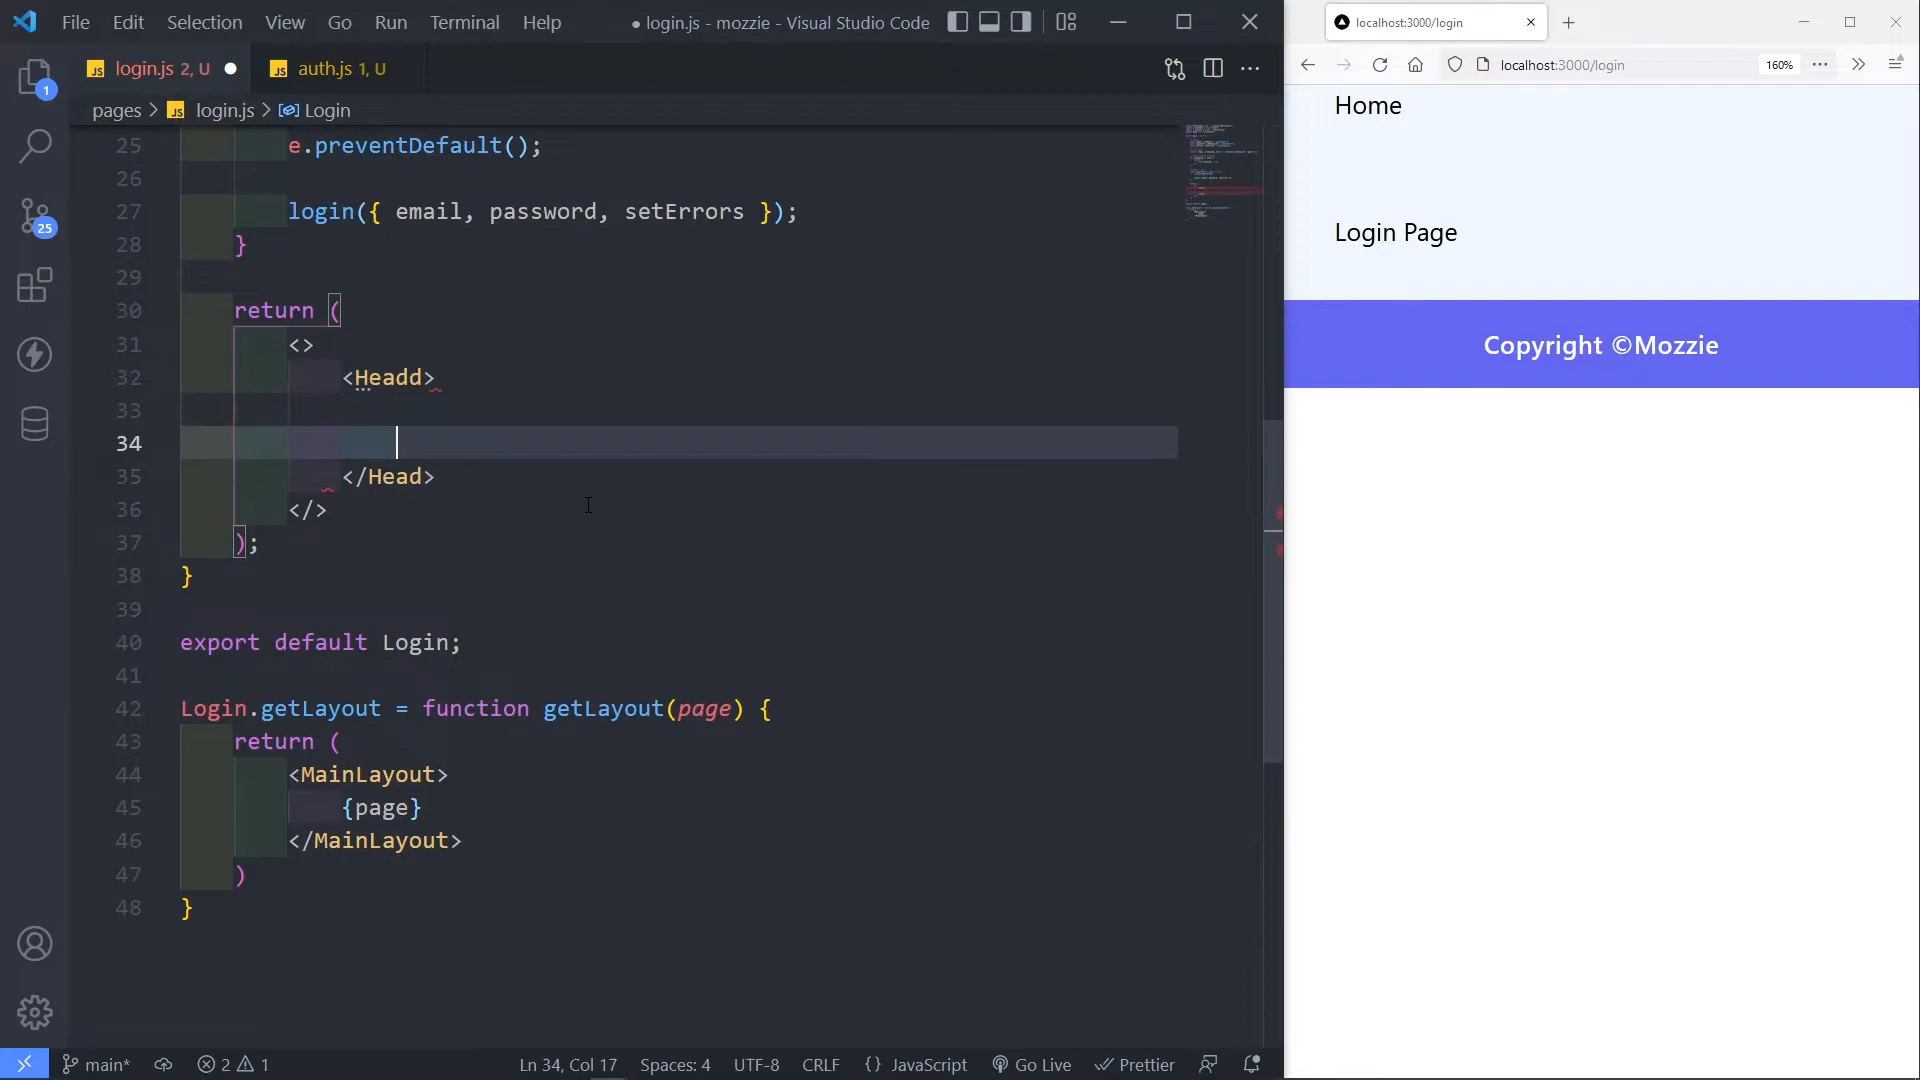 File Edit Selection View Go Run Terminal Help
● login.js - mozzie - Visual Studio Code
login.js 2, U ●
auth.js 1, U
pages > login.js > Login
25 e.preventDefault();
26
27 login({ email, password, setErrors });
28 }
29
30 return (
31 <>
32 <Headd>
33
34
35 </Head>
36 </>
37 );
38 }
39
40 export default Login;
41
42 Login.getLayout = function getLayout(page) {
43 return (
44 <MainLayout>
45 {page}
46 </MainLayout>
47 )
48 }
1
25
main* 2 1 Ln 34, Col 17 Spaces: 4 UTF-8 CRLF {} JavaScript Go Live Prettier
localhost:3000/login
localhost:3000/login 160%
Home
Login Page
Copyright ©Mozzie